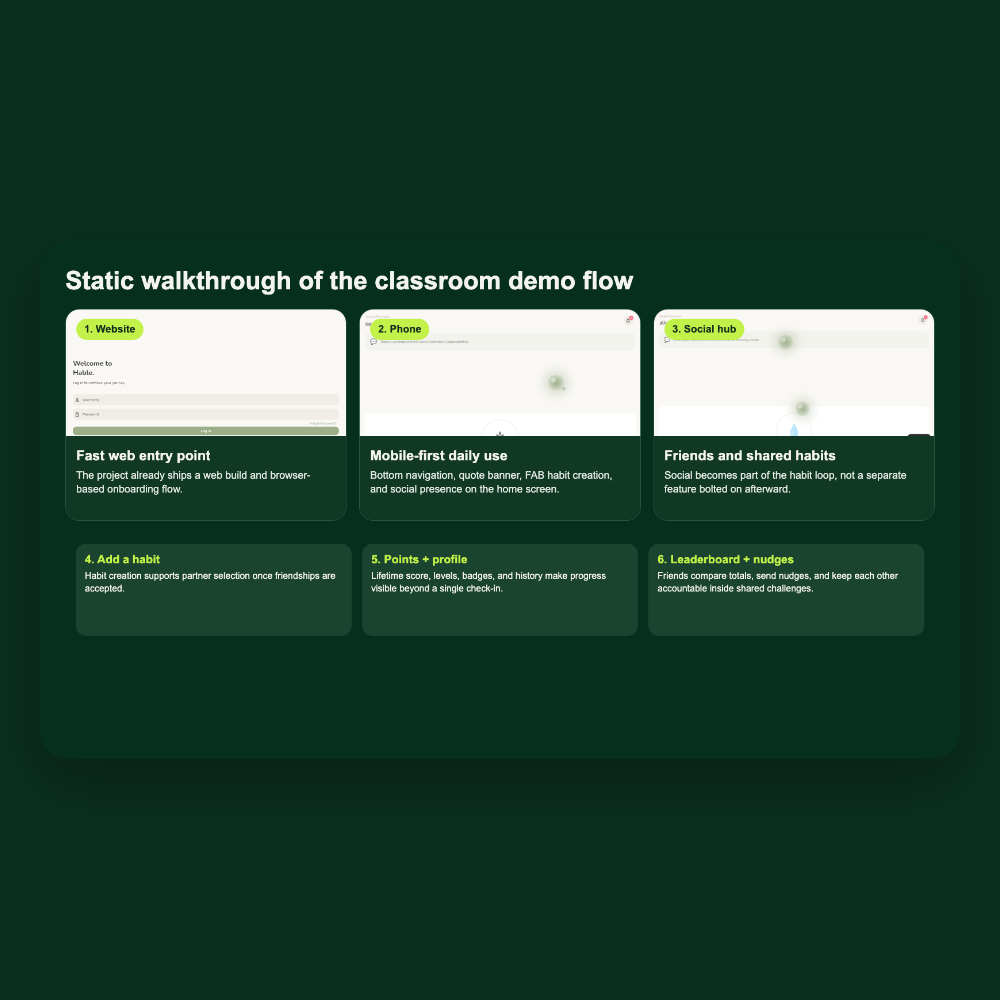 Static walkthrough of the classroom demo flow
1. Website
Welcome to
Hable.
Log in to continue your journey.
Username
Password
Forgot Password?
Log in
Fast web entry point
The project already ships a web build and browser-
based onboarding flow.
2. Phone
Mobile-first daily use
Bottom navigation, quote banner, FAB habit creation,
and social presence on the home screen.
3. Social hub
Friends and shared habits
Social becomes part of the habit loop, not a separate
feature bolted on afterward.
4. Add a habit
Habit creation supports partner selection once friendships are
accepted.
5. Points + profile
Lifetime score, levels, badges, and history make progress
visible beyond a single check-in.
6. Leaderboard + nudges
Friends compare totals, send nudges, and keep each other
accountable inside shared challenges.